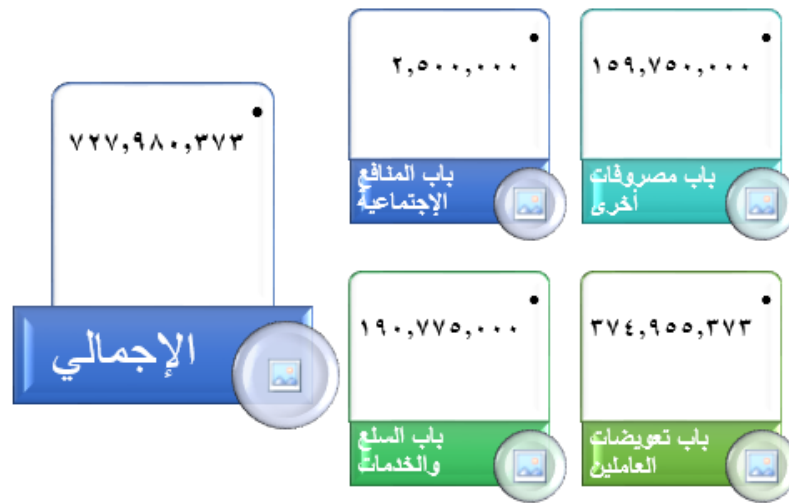 ١٥٩,٧٥٠,٠٠٠
باب مصروفات
أخرى
٢,٥٠٠,٠٠٠
باب المنافع
الإجتماعية
٣٧٤,٩٥٥,٣٧٣
باب تعويضات
العاملين
١٩٠,٧٧٥,٠٠٠
باب السلع
والخدمات
٧٢٧,٩٨٠,٣٧٣
الإجمالي